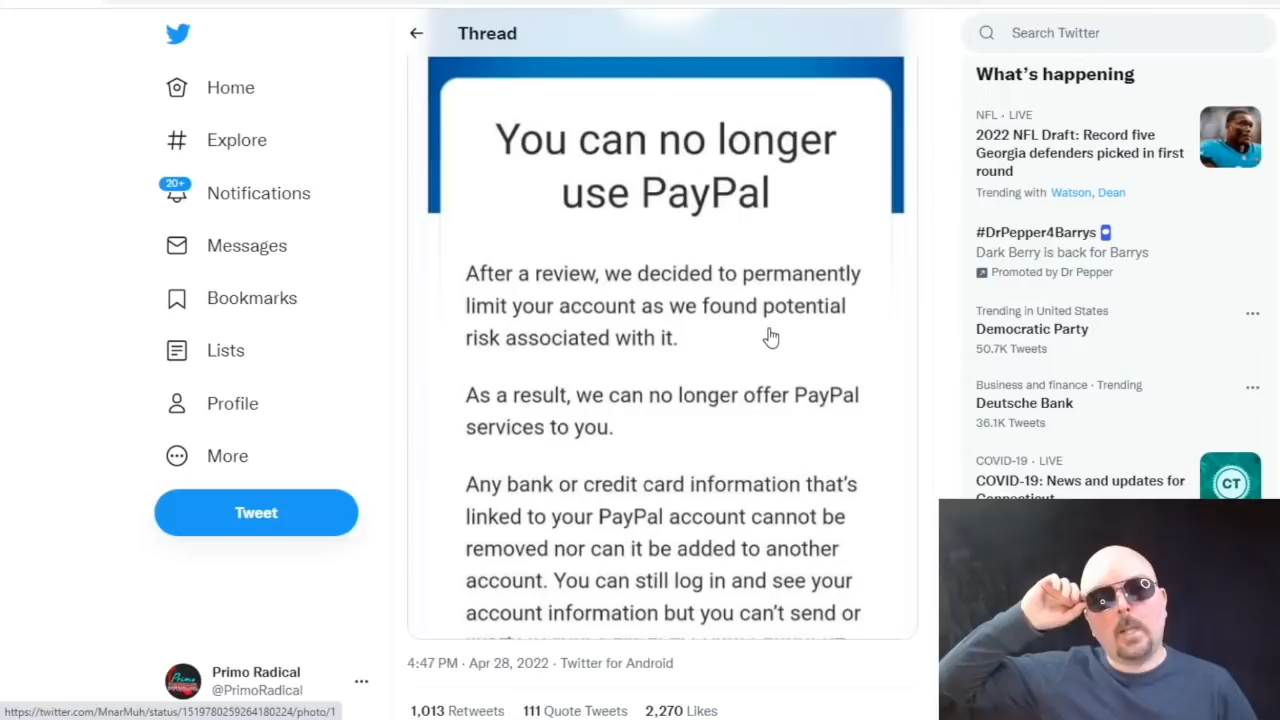 Thread
Search Twitter
Home
Explore
20+
Notifications
Messages
Bookmarks
Lists
Profile
More
Tweet
Primo Radical
@PrimoRadical
https://twitter.com/MnarMuh/status/1519780259264180224/photo/1
You can no longer
use PayPal
After a review, we decided to permanently
limit your account as we found potential
risk associated with it.
As a result, we can no longer offer PayPal
services to you.
Any bank or credit card information that's
linked to your PayPal account cannot be
removed nor can it be added to another
account. You can still log in and see your
account information but you can't send or
4:47 PM · Apr 28, 2022 · Twitter for Android
1,013 Retweets 111 Quote Tweets 2,270 Likes
What's happening
NFL · LIVE
2022 NFL Draft: Record five
Georgia defenders picked in first
round
Trending with Watson, Dean
#DrPepper4Barrys
Dark Berry is back for Barrys
Promoted by Dr Pepper
Trending in United States
Democratic Party
50.7K Tweets
Business and finance · Trending
Deutsche Bank
36.1K Tweets
COVID-19 · LIVE
COVID-19: News and updates for
Connecticut
CT